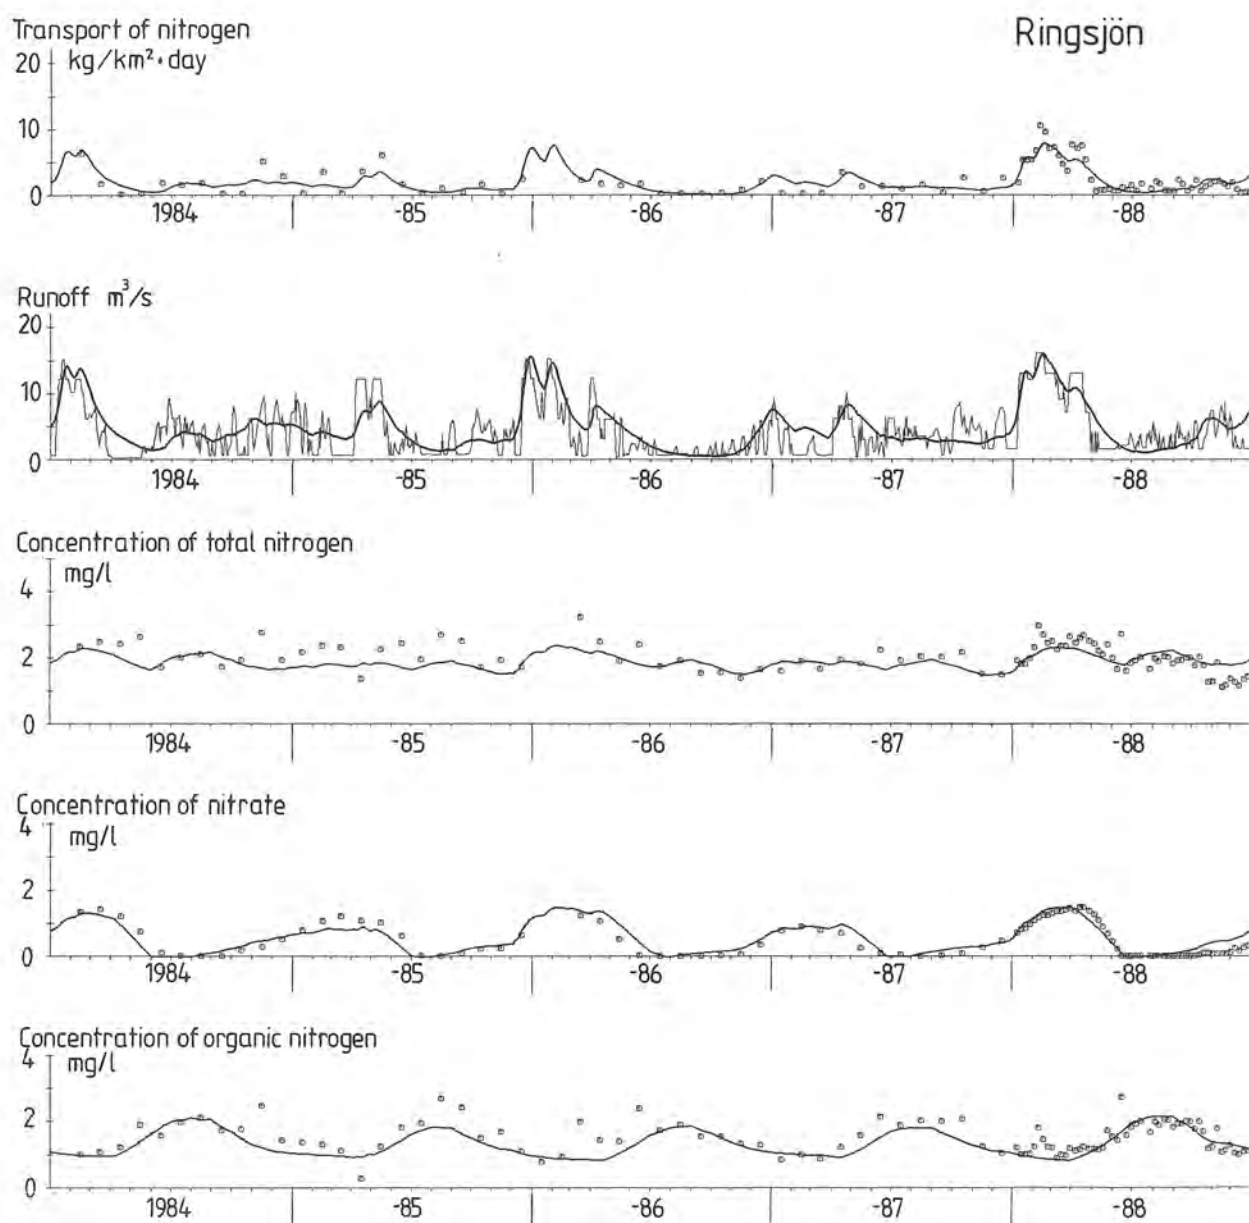 Transport of nitrogen
Ringsjön
kg/km²·day
20
10
0
1984 -85 -86 -87 -88
Runoff m³/s
20
10
0
1984 -85 -86 -87 -88
Concentration of total nitrogen
mg/l
4
2
0
1984 -85 -86 -87 -88
Concentration of nitrate
4
mg/l
2
0
1984 -85 -86 -87 -88
Concentration of organic nitrogen
4
mg/l
2
0
1984 -85 -86 -87 -88